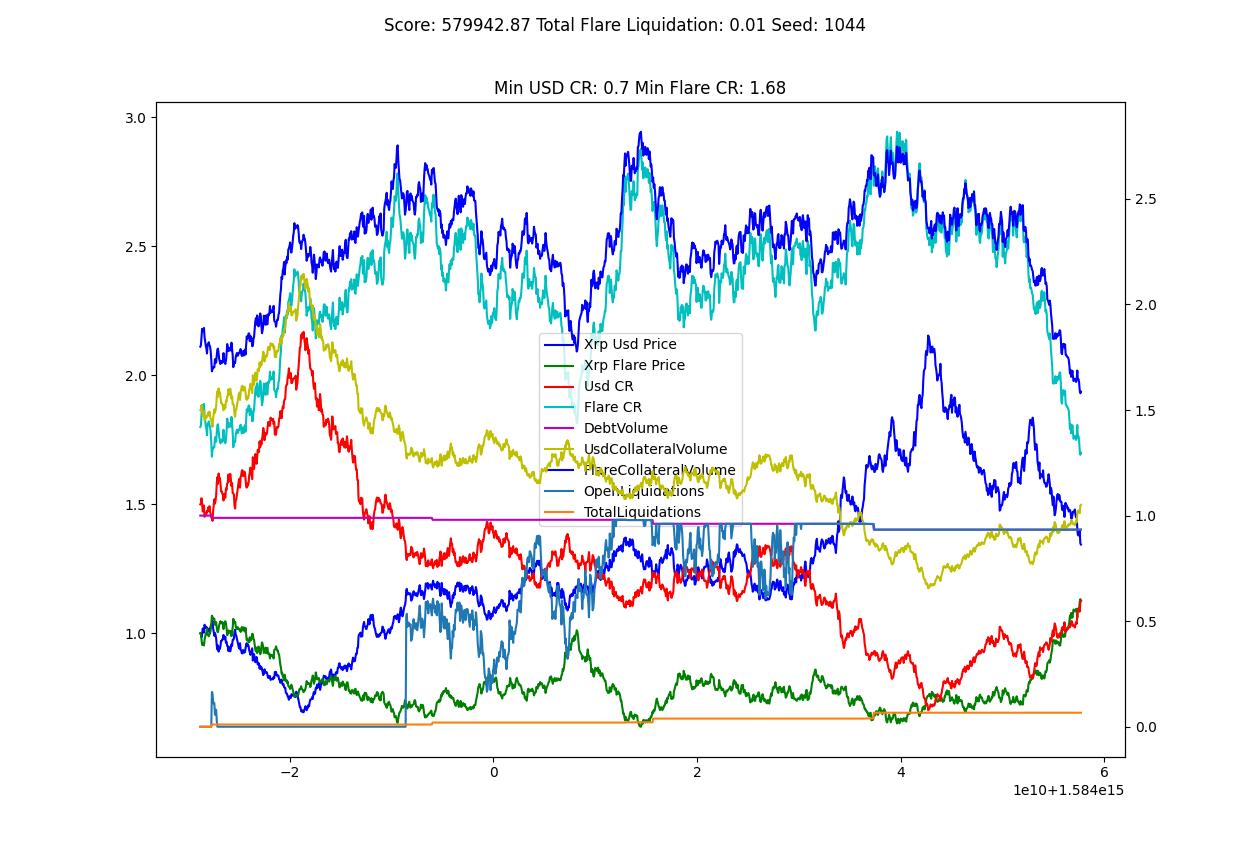 Score: 579942.87 Total Flare Liquidation: 0.01 Seed: 1044
Min USD CR: 0.7 Min Flare CR: 1.68
3.0
2.5
2.0
1.5
1.0
2.5
2.0
1.5
1.0
0.5
0.0
Xrp Usd Price
Xrp Flare Price
Usd CR
Flare CR
DebtVolume
UsdCollateralVolume
FlareCollateralVolume
OpenLiquidations
TotalLiquidations
−2 0 2 4 6
1e10+1.584e15